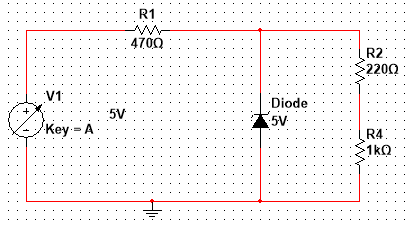 R1
470Ω
R2
220Ω
V1
+
5V
Diode
5V
Key = A
−
R4
1kΩ